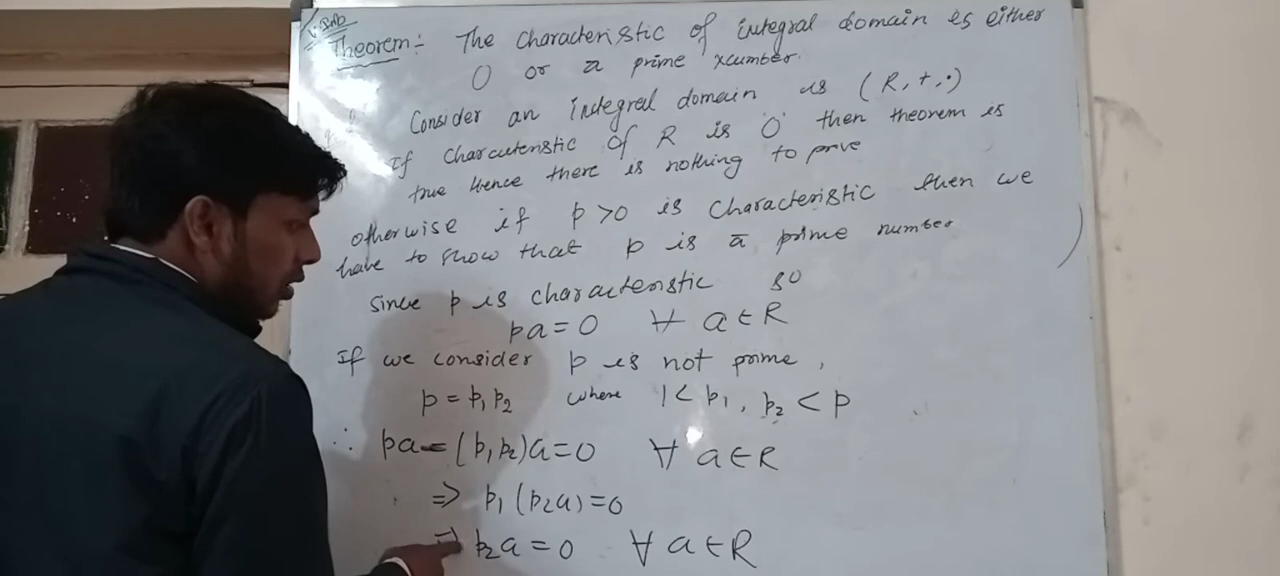 V. Imp
Theorem:- The characteristic of integral domain is either
0 or a prime number.
Consider an integral domain is (R, +, ·)
If Charcuteristic of R is '0' then theorem is
true Hence there is nothing to prove
otherwise if p > 0 is characteristic then we
have to show that p is a prime number
Since p is characteristic so
pa = 0 ∀ a ∈ R
If we consider p is not prime,
p = p₁p₂ where 1 < p₁, p₂ < p
∴ pa = (p₁p₂)a = 0 ∀ a ∈ R
⇒ p₁(p₂a) = 0
⇒ p₂a = 0 ∀ a ∈ R